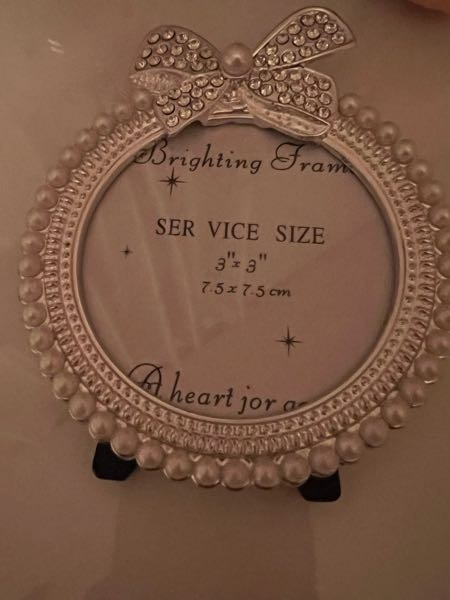 Brighting Fram
SER VICE SIZE
3"x 3"
7.5 x 7.5 cm
A heart jor a